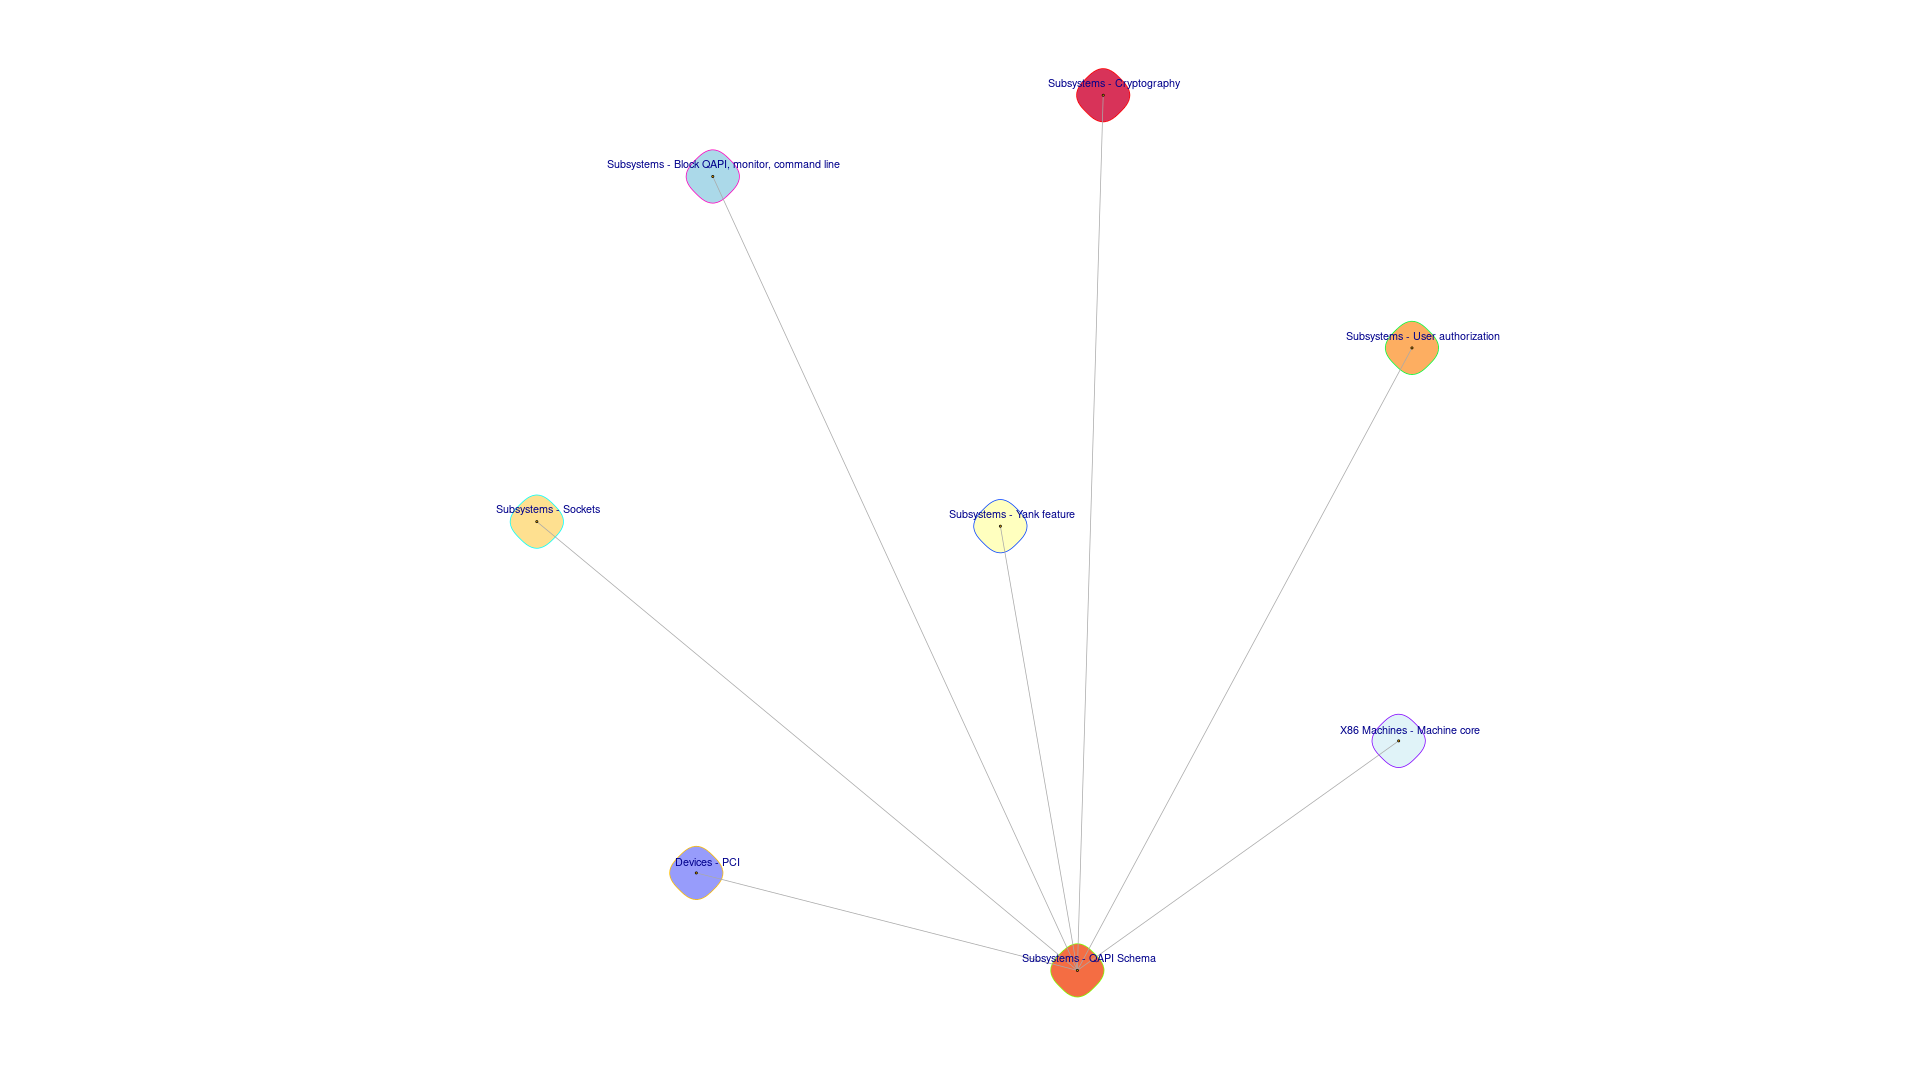 Subsystems - Cryptography
Subsystems - Block QAPI, monitor, command line
Subsystems - User authorization
Subsystems - Sockets
Subsystems - Yank feature
X86 Machines - Machine core
Devices - PCI
Subsystems - QAPI Schema